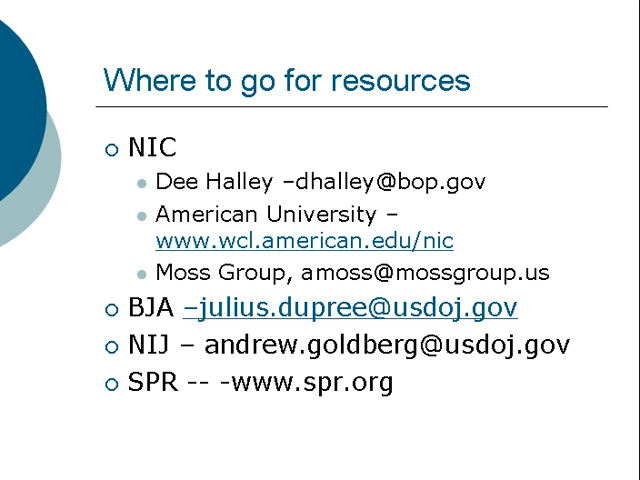 Where to go for resources
NIC
Dee Halley –dhalley@bop.gov
American University –
www.wcl.american.edu/nic
Moss Group, amoss@mossgroup.us
BJA –julius.dupree@usdoj.gov
NIJ – andrew.goldberg@usdoj.gov
SPR -- -www.spr.org